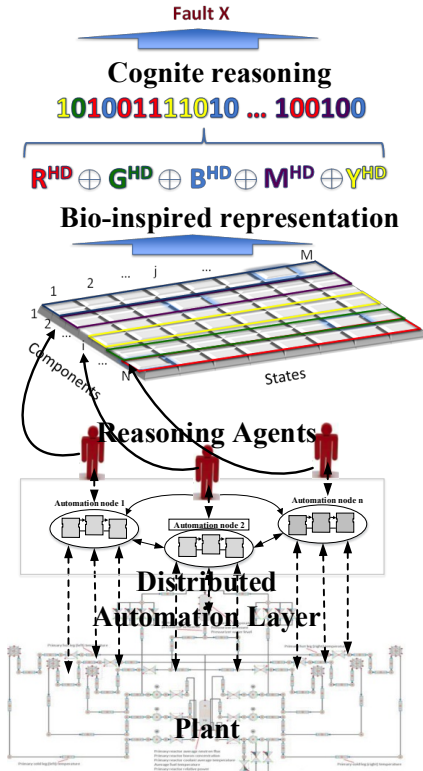 Fault X
Cognite reasoning
1010011111010 ... 100100
R^HD ⊕ G^HD ⊕ B^HD ⊕ M^HD ⊕ Y^HD
Bio-inspired representation
1 2 ... j ... M
1
2
...
i
...
N
Components
States
Reasoning Agents
Automation node 1
Automation node 2
Automation node n
Distributed
Automation Layer
Plant